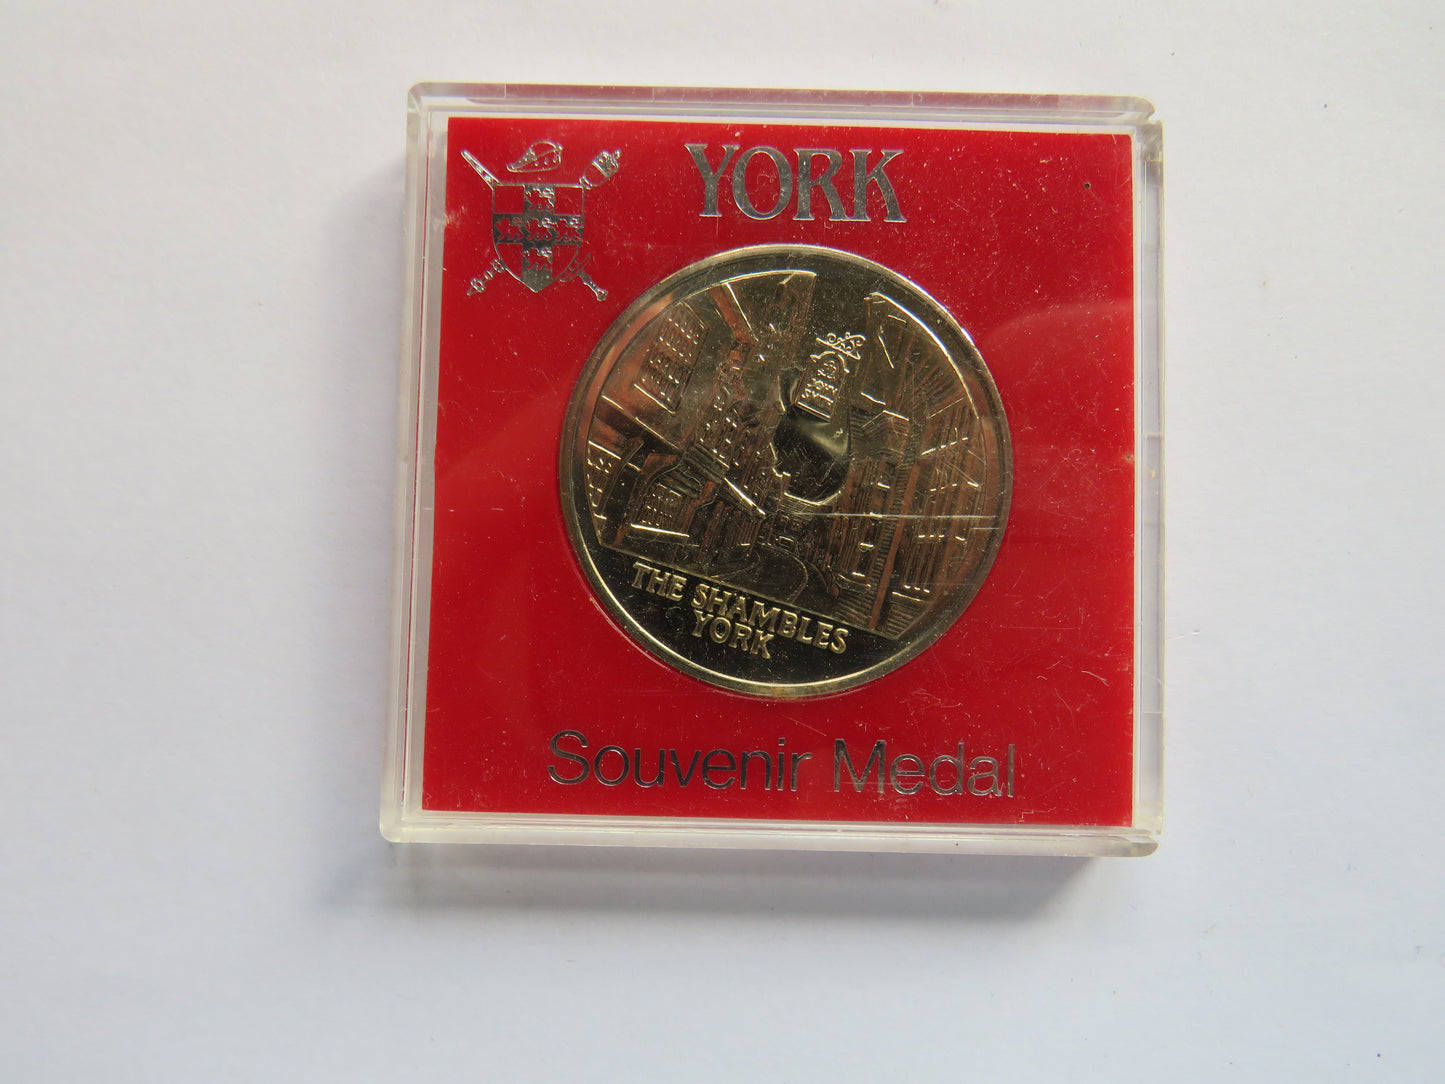 YORK
THE SHAMBLES
YORK
Souvenir Medal